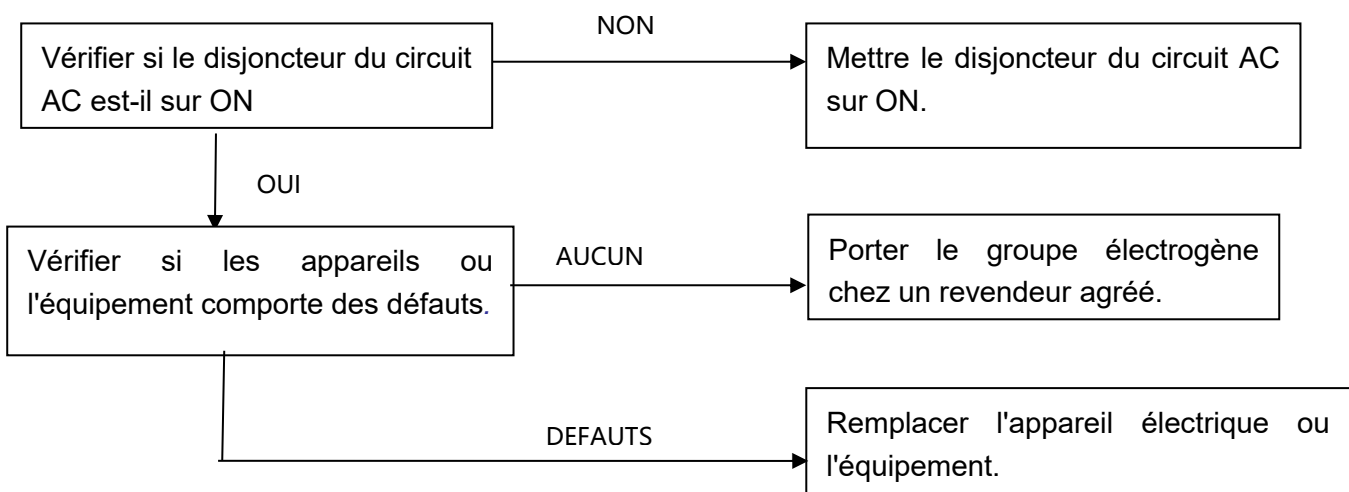 NON
Vérifier si le disjoncteur du circuit
AC est-il sur ON
Mettre le disjoncteur du circuit AC
sur ON.
OUI
Vérifier si les appareils ou
l'équipement comporte des défauts.
AUCUN
Porter le groupe électrogène
chez un revendeur agréé.
DEFAUTS
Remplacer l'appareil électrique ou
l'équipement.